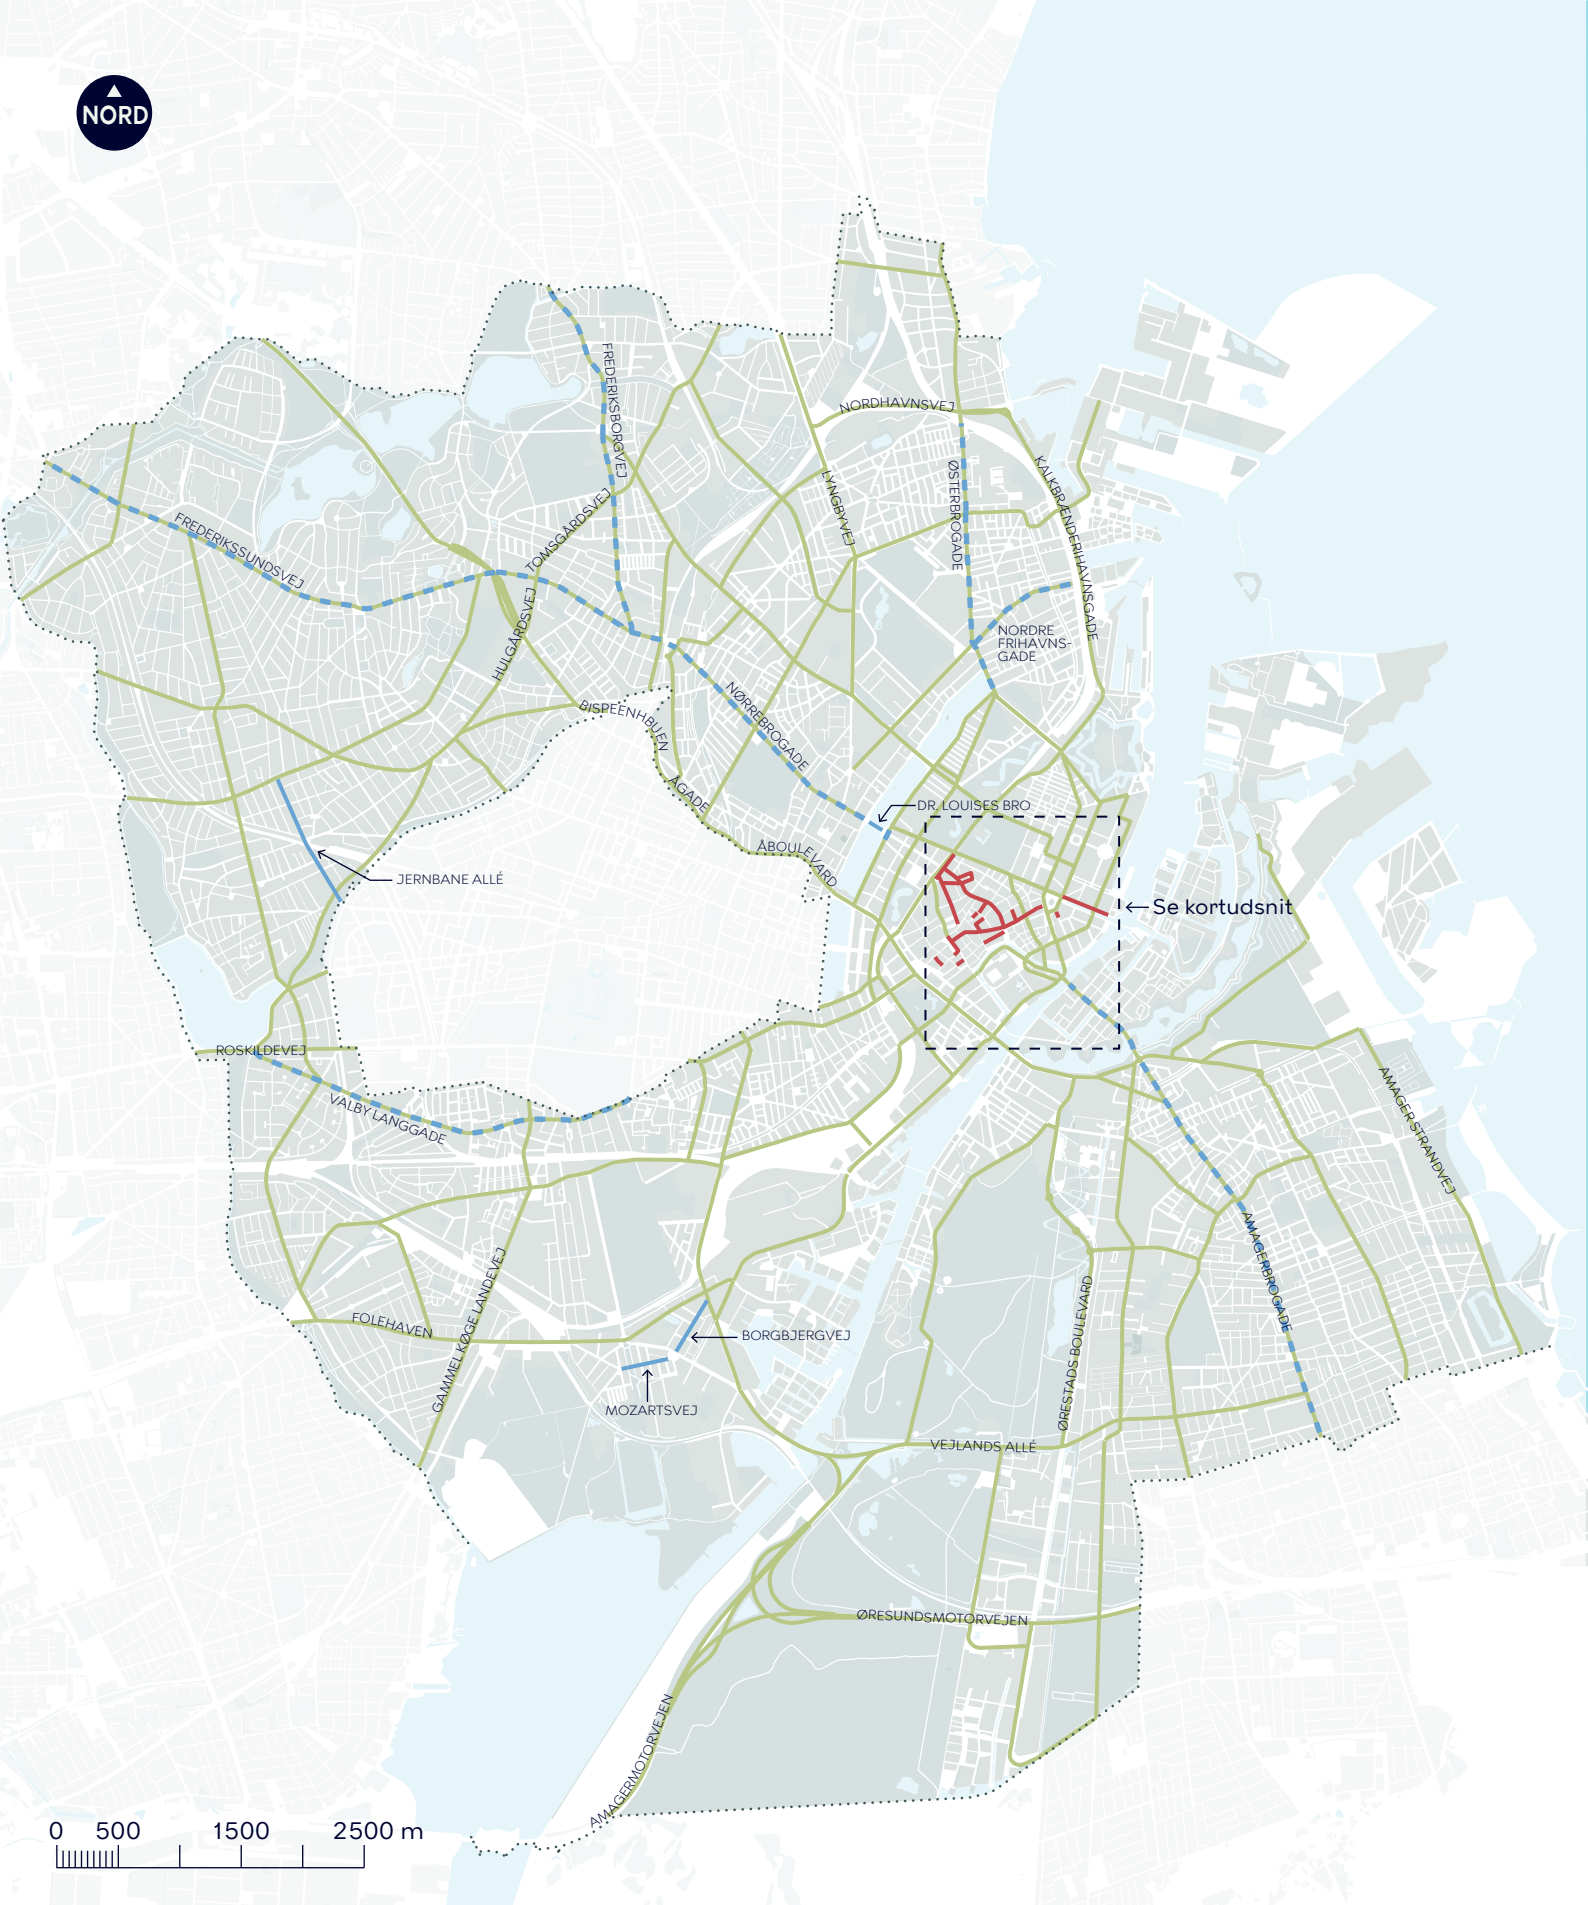 NORD
FREDERIKSBORGVEJ
NORDHAVNSVEJ
ØSTERBROGADE
LYNGBYVEJ
KALKBRÆNDERIHAVNSGADE
FREDERIKSSUNDSVEJ
TOMSGÅRDSVEJ
HULGÅRDSVEJ
NORDRE
FRIHAVNS-
GADE
BISPEENHBUEN
NØRREBROGADE
ÅGADE
DR. LOUISES BRO
ÅBOULEVARD
JERNBANE ALLÉ
Se kortudsnit
ROSKILDEVEJ
VALBY LANGGADE
AMAGER STRANDVEJ
AMAGERBROGADE
FOLEHAVEN
GAMMEL KØGE LANDEVEJ
BORGBJERGVEJ
MOZARTSVEJ
ØRESTADS BOULEVARD
VEJLANDS ALLÉ
ØRESUNDSMOTORVEJEN
AMAGERMOTORVEJEN
0 500 1500 2500 m